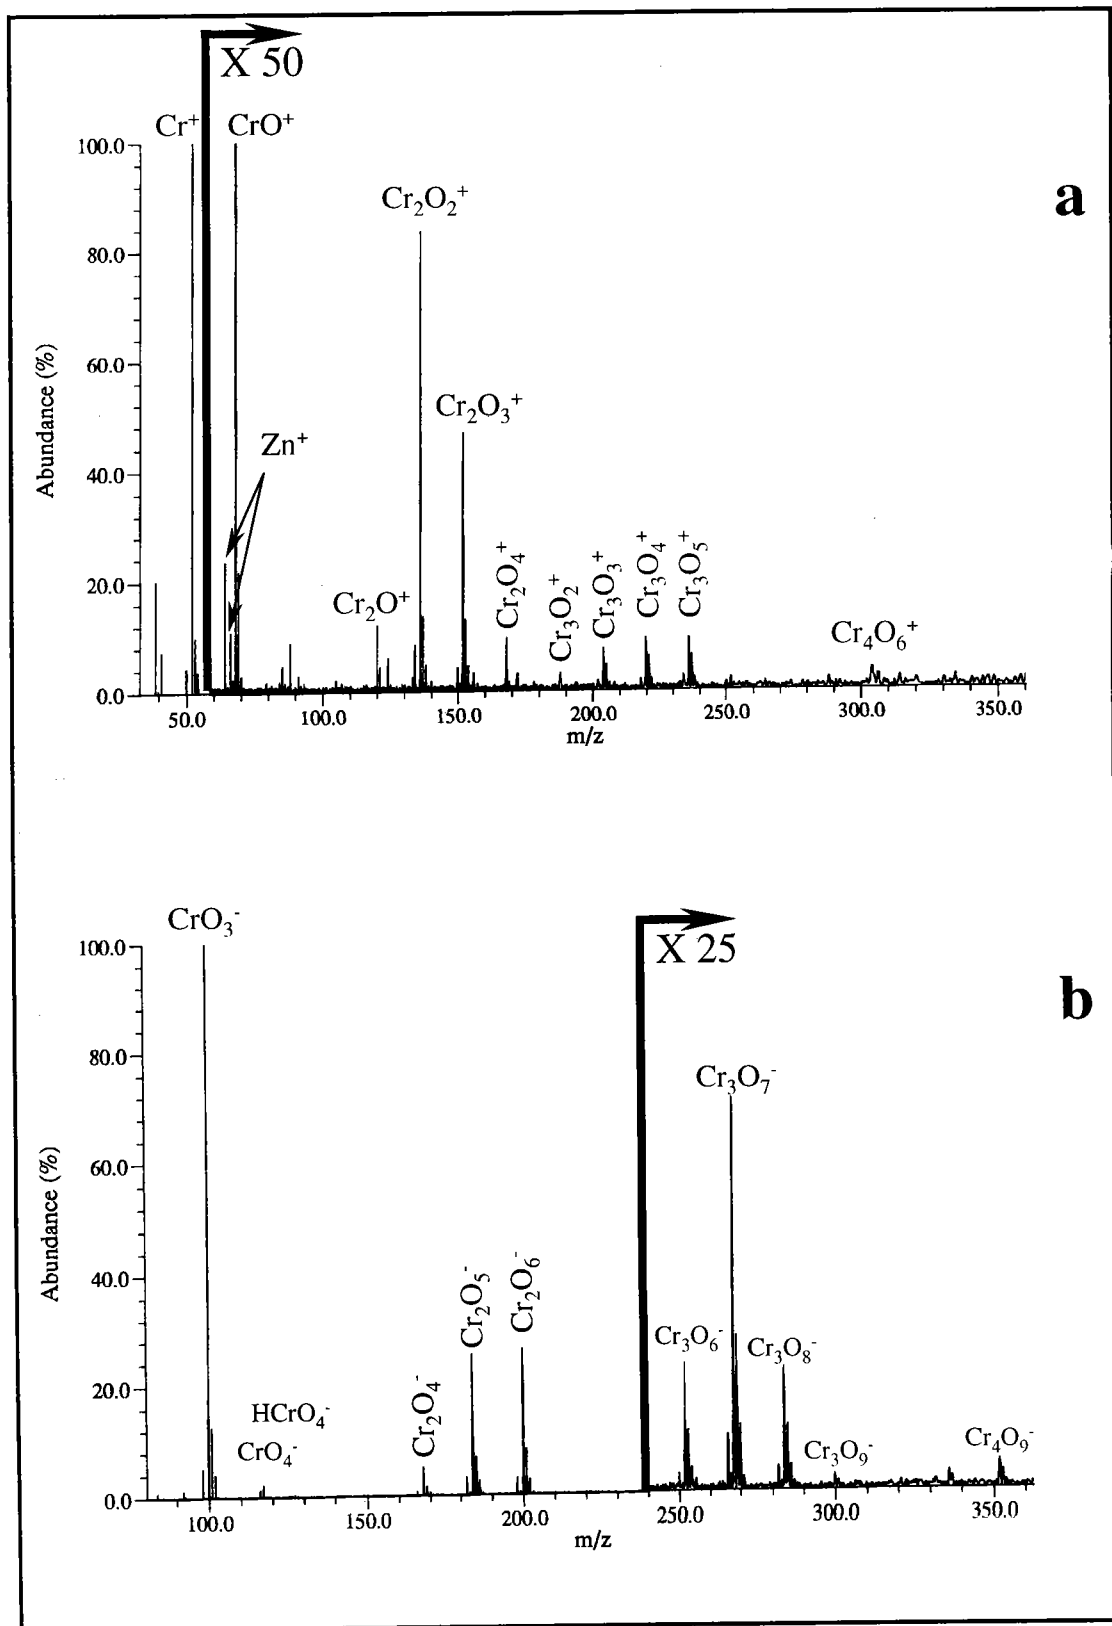 X 50
Cr⁺ CrO⁺
100.0
Cr₂O₂⁺
a
80.0
60.0
Cr₂O₃⁺
Zn⁺
40.0
Abundance (%)
Cr₂O₄⁺
Cr₃O₂⁺
Cr₃O₃⁺
Cr₃O₄⁺
Cr₃O₅⁺
20.0
Cr₂O⁺
Cr₄O₆⁺
0.0
50.0 100.0 150.0 200.0 250.0 300.0 350.0
m/z
CrO₃⁻
X 25
100.0
b
80.0
Cr₃O₇⁻
60.0
Abundance (%)
40.0
Cr₂O₄⁻
Cr₂O₅⁻
Cr₂O₆⁻
Cr₃O₆⁻
Cr₃O₈⁻
20.0
HCrO₄⁻
CrO₄⁻
Cr₃O₉⁻
Cr₄O₉⁻
0.0
100.0 150.0 200.0 250.0 300.0 350.0
m/z